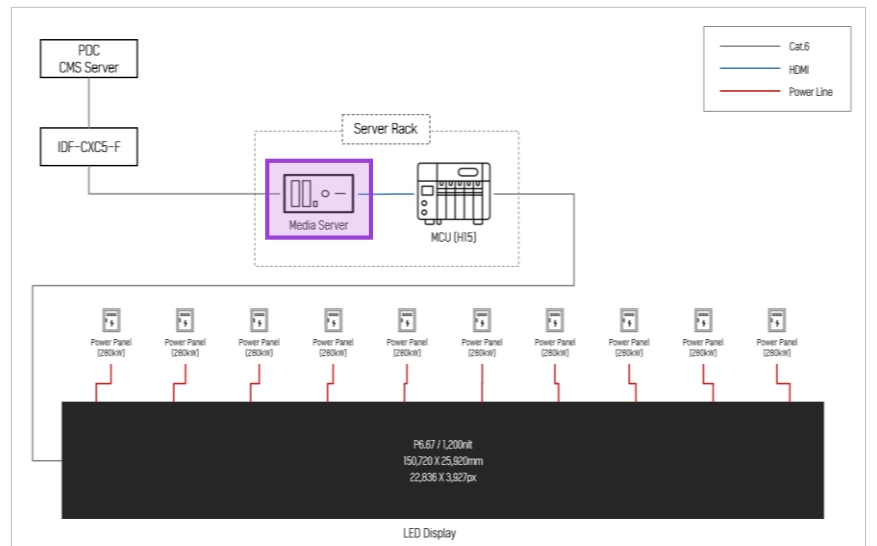 PDC
CMS Server
IDF-CXC5-F
Server Rack
Media Server
MCU (H15)
Cat.6
HDMI
Power Line
Power Panel
[280kW]
Power Panel
[280kW]
Power Panel
[280kW]
Power Panel
[280kW]
Power Panel
[280kW]
Power Panel
[280kW]
Power Panel
[280kW]
Power Panel
[280kW]
Power Panel
[280kW]
Power Panel
[280kW]
P6.67 / 1,200nit
150,720 X 25,920mm
22,836 X 3,927px
LED Display